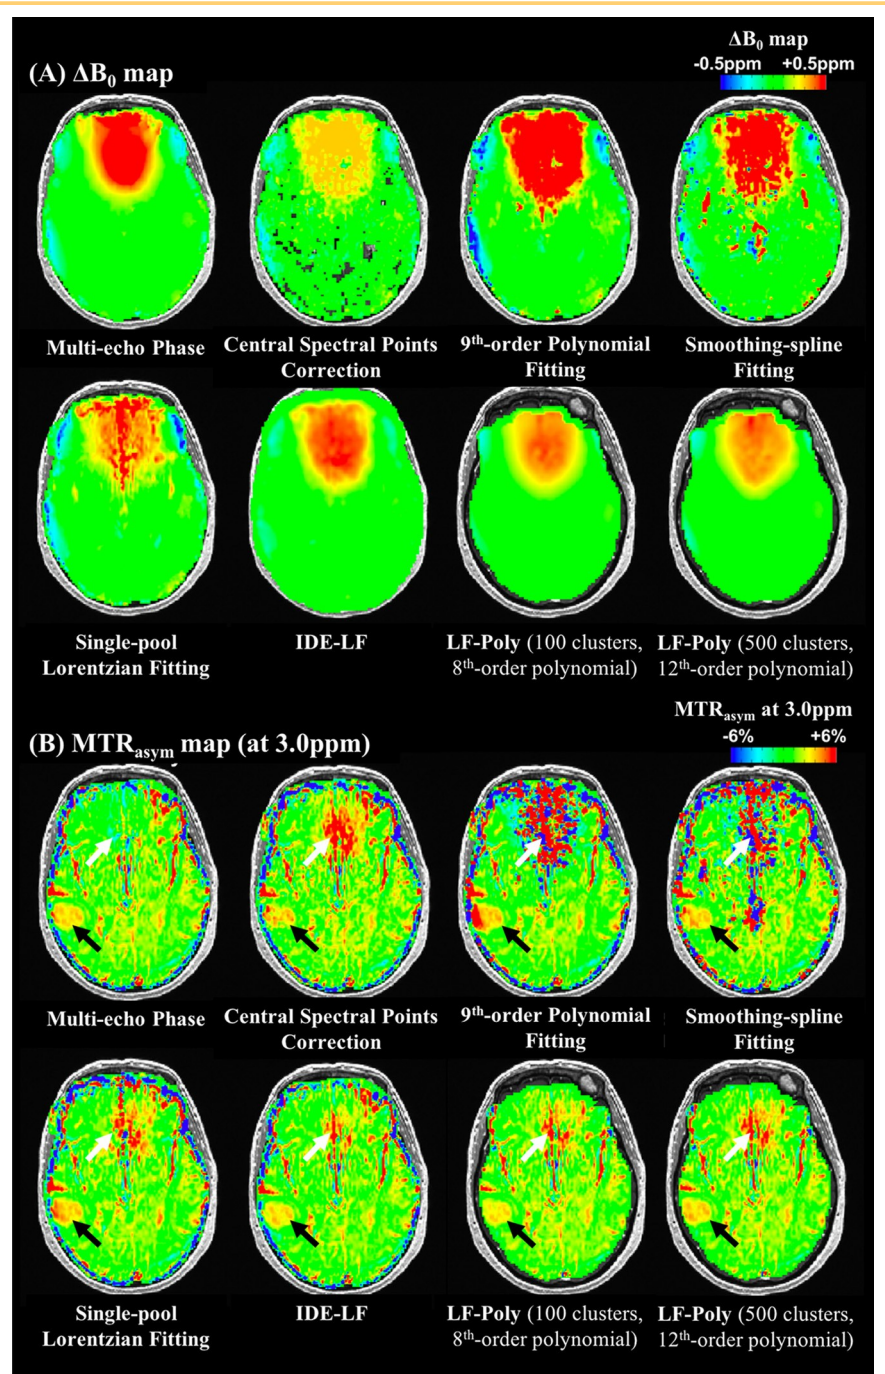 ΔB₀ map
-0.5ppm +0.5ppm
(A) ΔB₀ map
Multi-echo Phase
Central Spectral Points
Correction
9th-order Polynomial
Fitting
Smoothing-spline
Fitting
Single-pool
Lorentzian Fitting
IDE-LF
LF-Poly (100 clusters,
8th-order polynomial)
LF-Poly (500 clusters,
12th-order polynomial)
MTRasym at 3.0ppm
-6% +6%
(B) MTRasym map (at 3.0ppm)
Multi-echo Phase
Central Spectral Points
Correction
9th-order Polynomial
Fitting
Smoothing-spline
Fitting
Single-pool
Lorentzian Fitting
IDE-LF
LF-Poly (100 clusters,
8th-order polynomial)
LF-Poly (500 clusters,
12th-order polynomial)